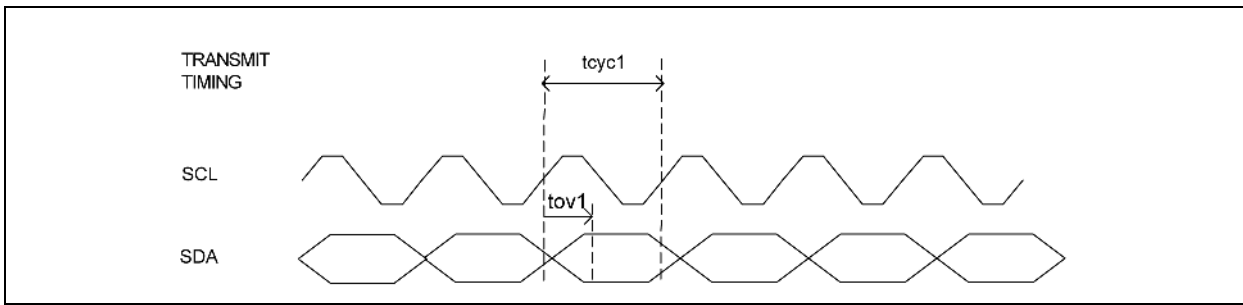 TRANSMIT
TIMING
tcyc1
SCL
tov1
SDA